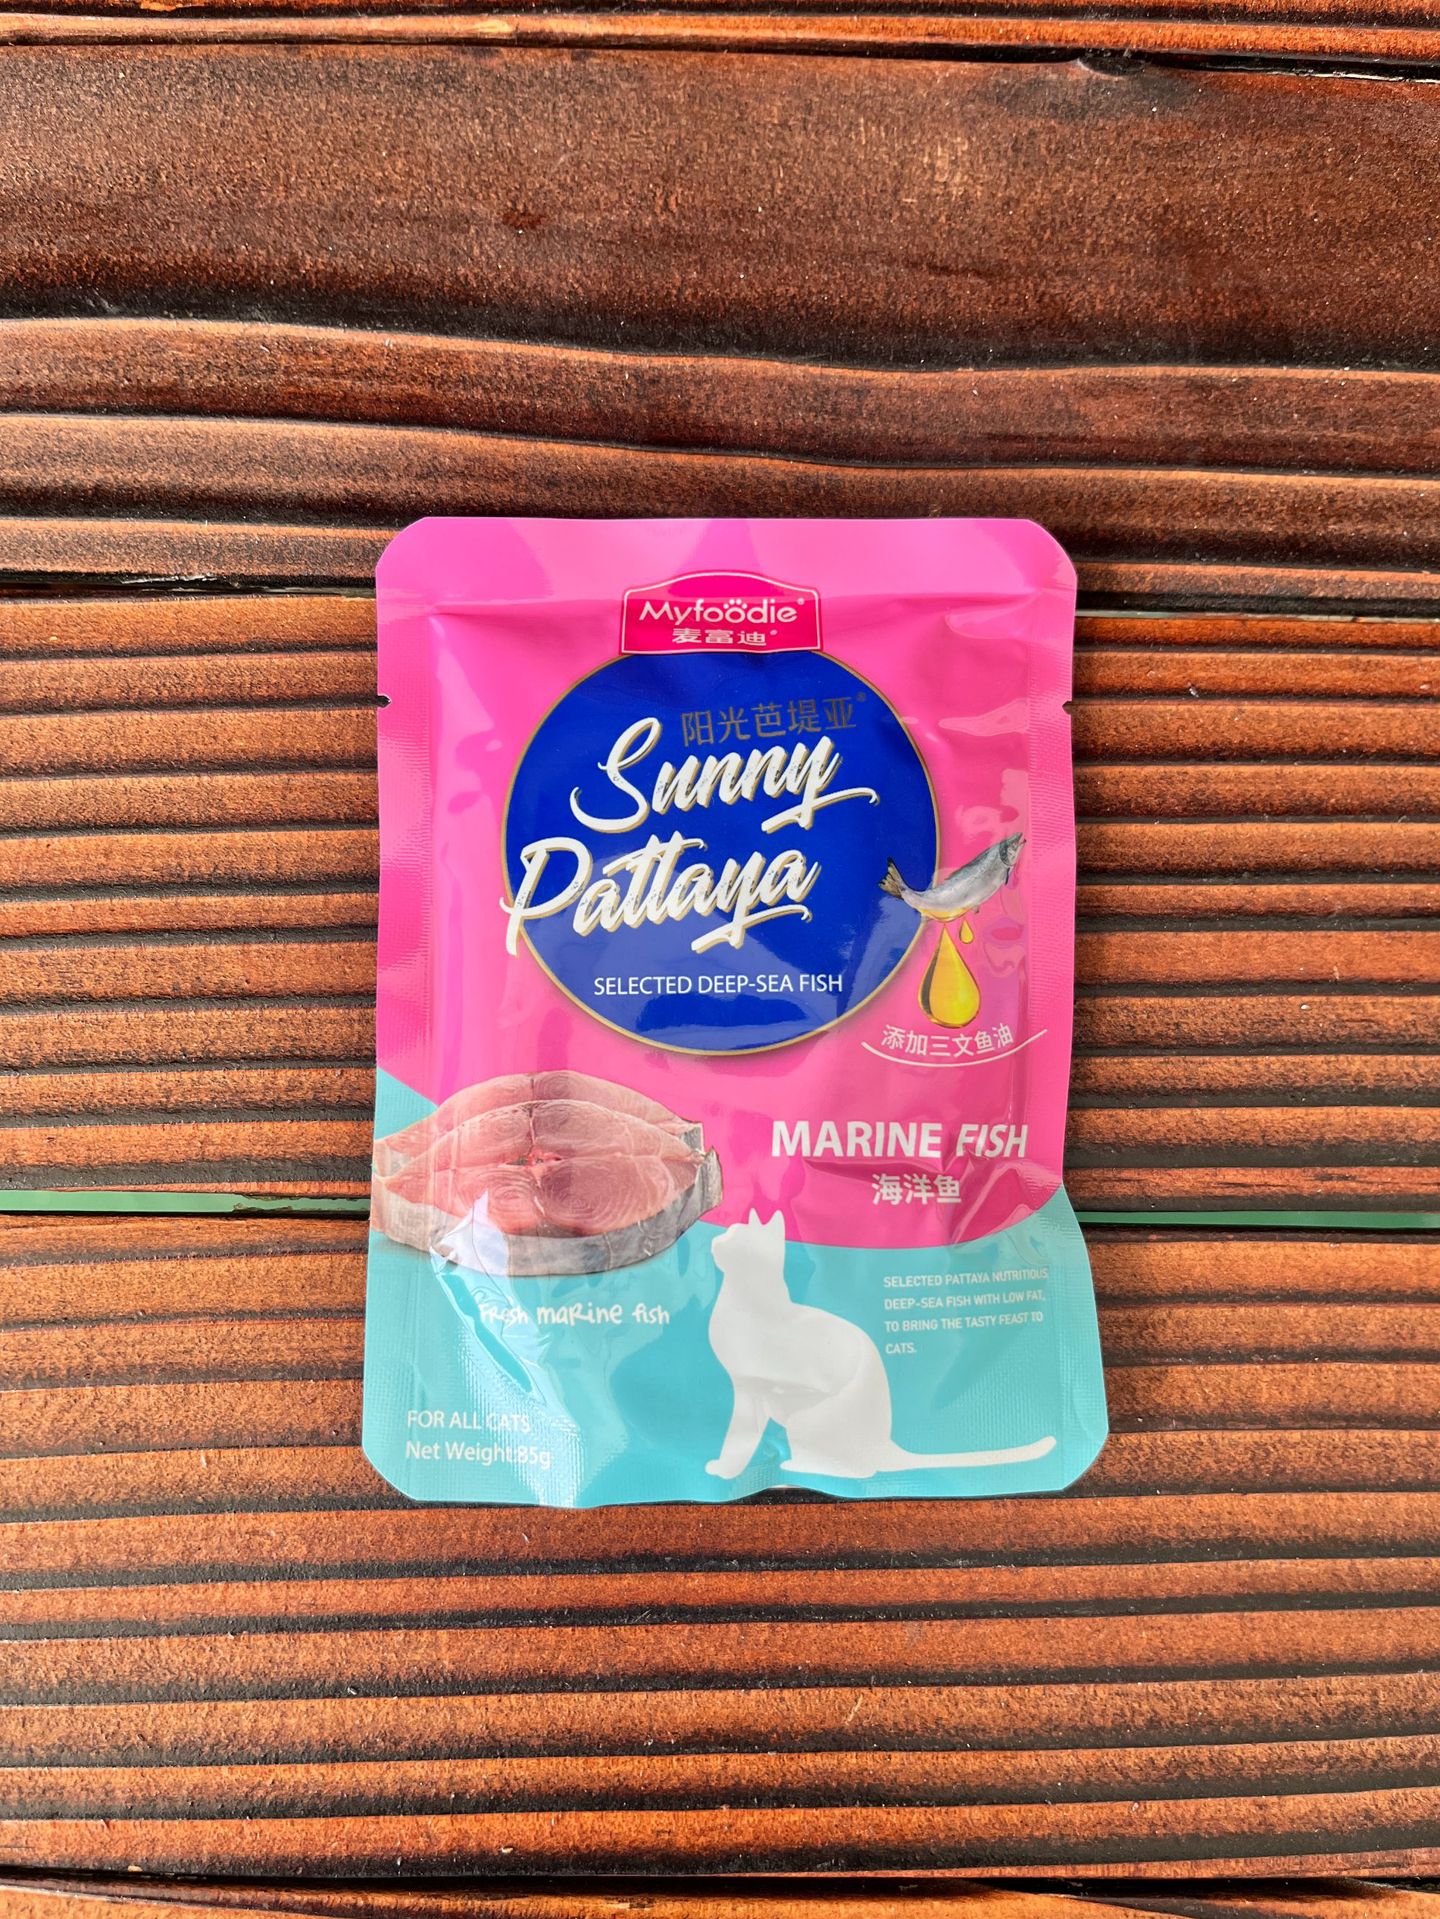 Myfoodie®
麦富迪®
阳光芭堤亚®
Sunny
Pattaya
SELECTED DEEP-SEA FISH
添加三文鱼油
MARINE FISH
海洋鱼
Fresh marine fish
SELECTED PATTAYA NUTRITIOUS
DEEP-SEA FISH WITH LOW FAT,
TO BRING THE TASTY FEAST TO
CATS.
FOR ALL CATS
Net Weight:85g